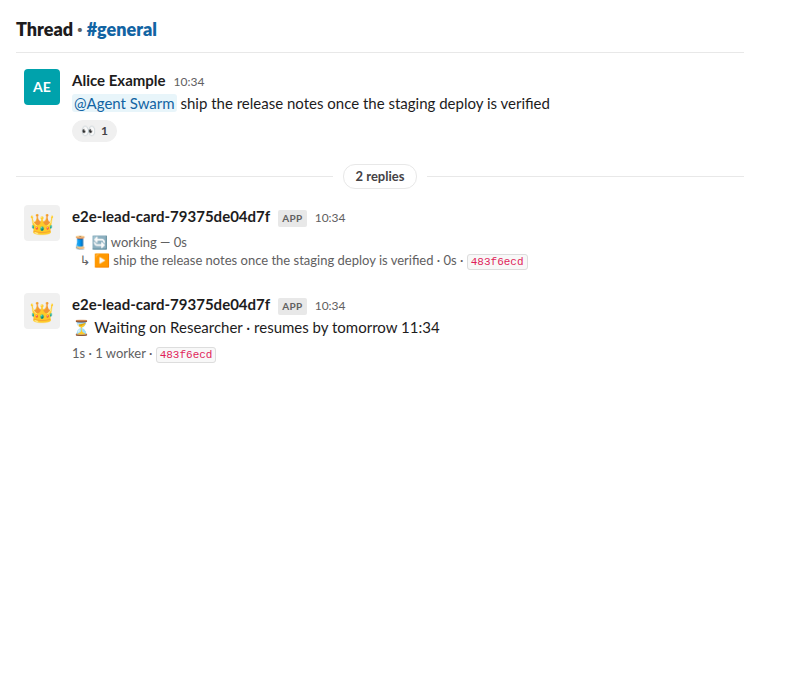 Thread • #general
AE
Alice Example 10:34
@Agent Swarm ship the release notes once the staging deploy is verified
👀 1
2 replies
e2e-lead-card-79375de04d7f APP 10:34
🧵 🔄 working — 0s
↳ ▶️ ship the release notes once the staging deploy is verified · 0s · 483f6ecd
e2e-lead-card-79375de04d7f APP 10:34
⏳ Waiting on Researcher · resumes by tomorrow 11:34
1s · 1 worker · 483f6ecd